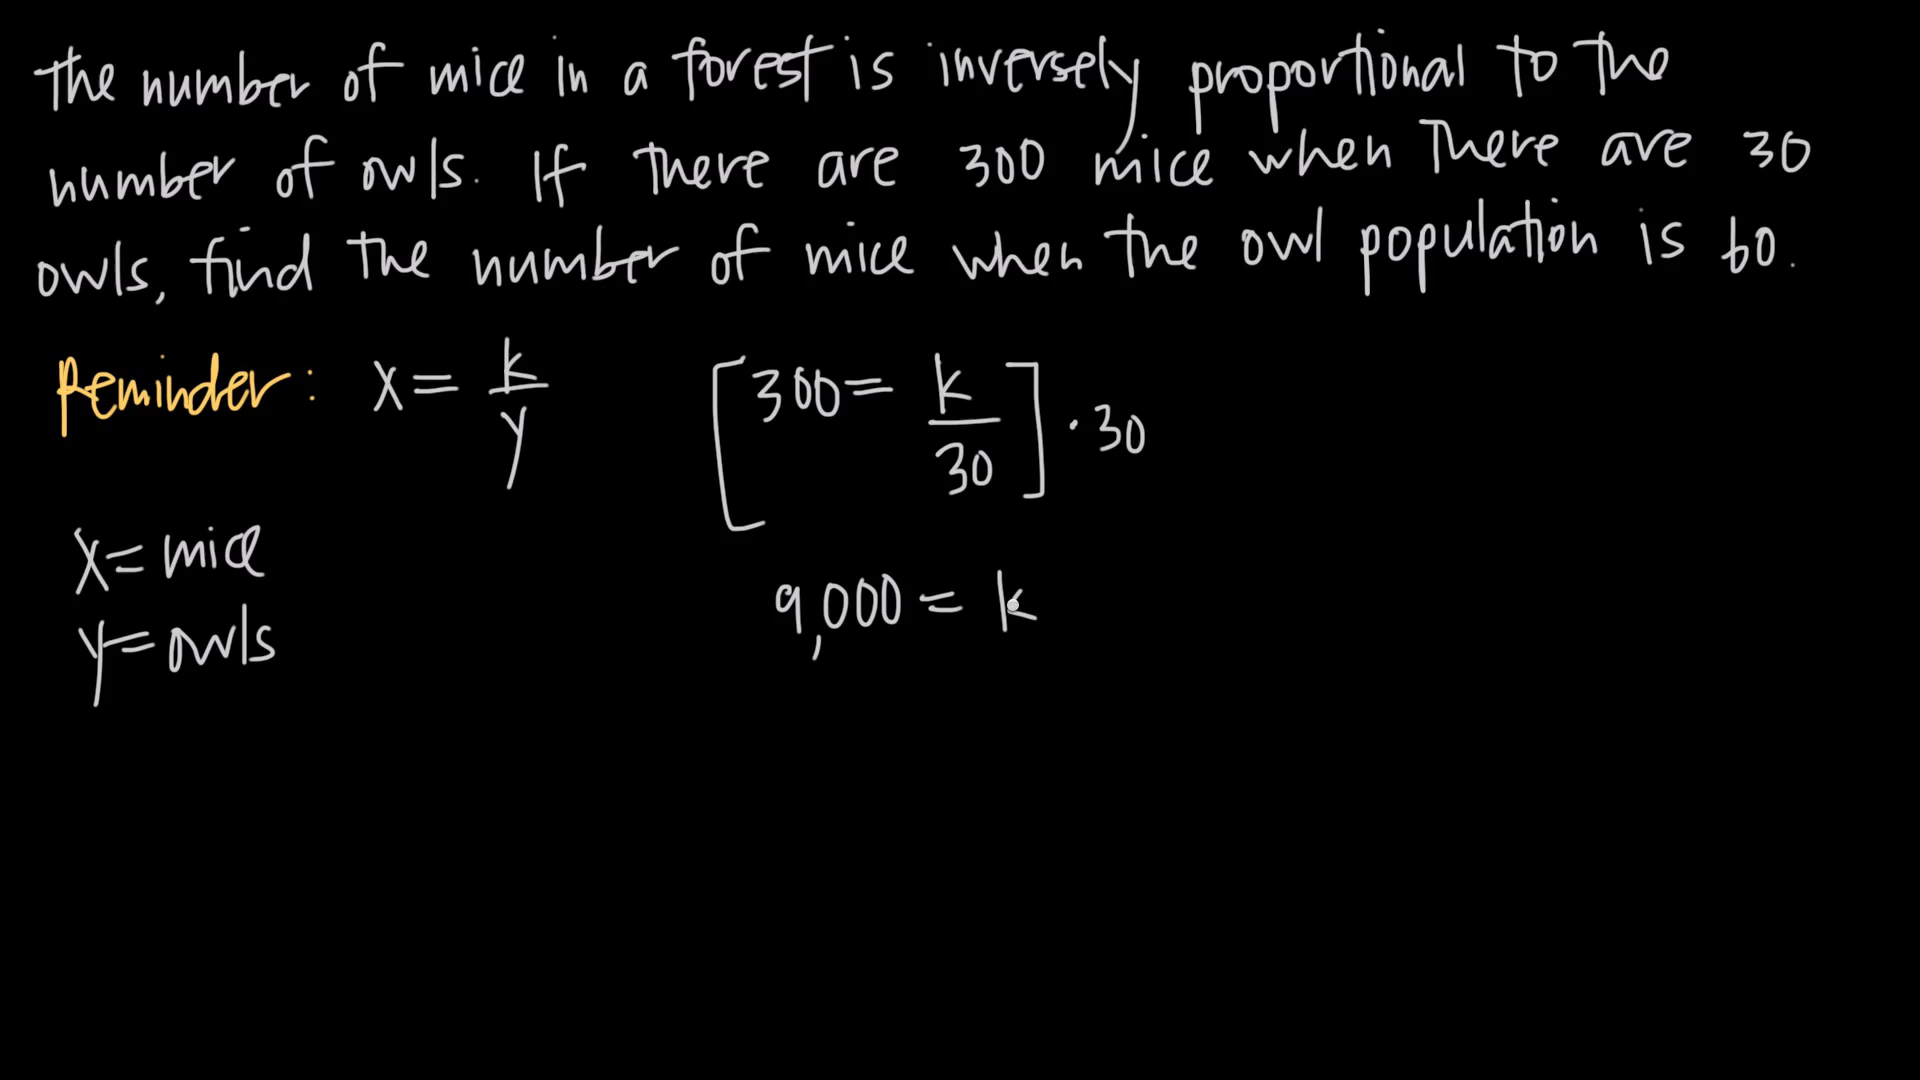 The number of mice in a forest is inversely proportional to the
number of owls. If there are 300 mice when there are 30
owls, find the number of mice when the owl population is 60.
Reminder: x = k/y
[300 = k/30] · 30
x = mice
9,000 = k
y = owls